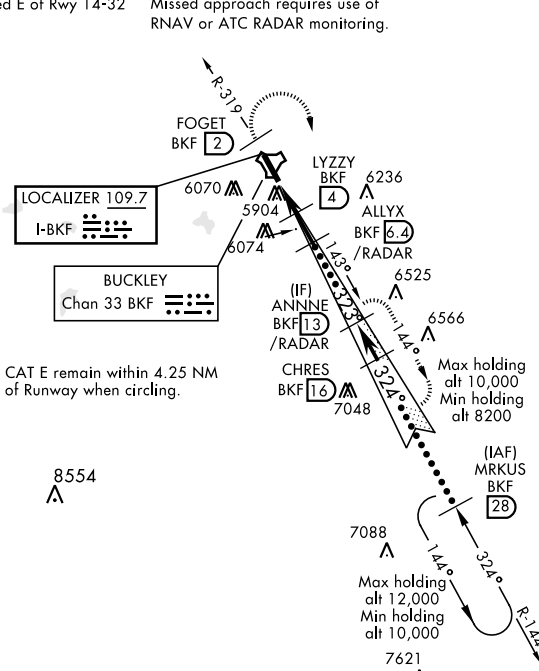 ed E of Rwy 14-32
Missed approach requires use of
RNAV or ATC RADAR monitoring.
R-319
FOGET
BKF 2
LYZZY
BKF
4
6236
6070
5904
ALLYX
BKF 6.4
/RADAR
LOCALIZER 109.7
I-BKF
6074
143°
6525
BUCKLEY
Chan 33 BKF
(IF)
ANNNE
BKF 13
/RADAR
323°
6566
144°
CAT E remain within 4.25 NM
of Runway when circling.
CHRES
BKF 16
7048
324°
Max holding
alt 10,000
Min holding
alt 8200
8554
(IAF)
MRKUS
BKF
28
7088
144°
324°
Max holding
alt 12,000
Min holding
alt 10,000
R-144
7621